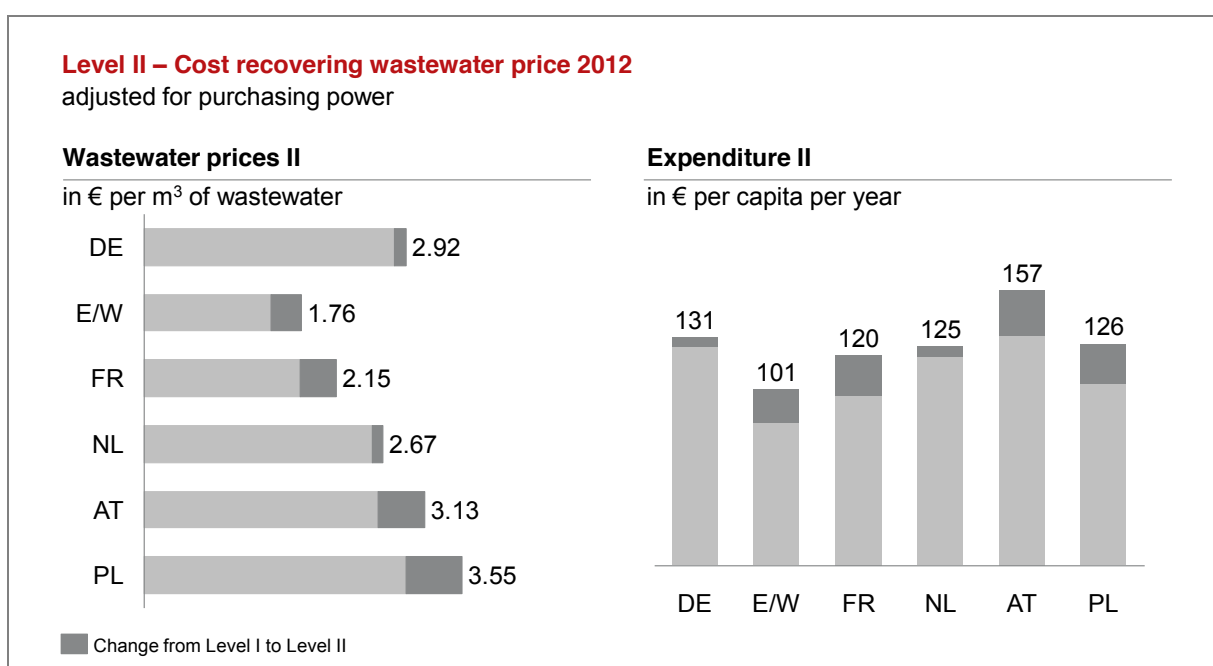 Level II – Cost recovering wastewater price 2012
adjusted for purchasing power
Wastewater prices II
in € per m³ of wastewater
DE 2.92
E/W 1.76
FR 2.15
NL 2.67
AT 3.13
PL 3.55
Change from Level I to Level II
Expenditure II
in € per capita per year
131 101 120 125 157 126
DE E/W FR NL AT PL